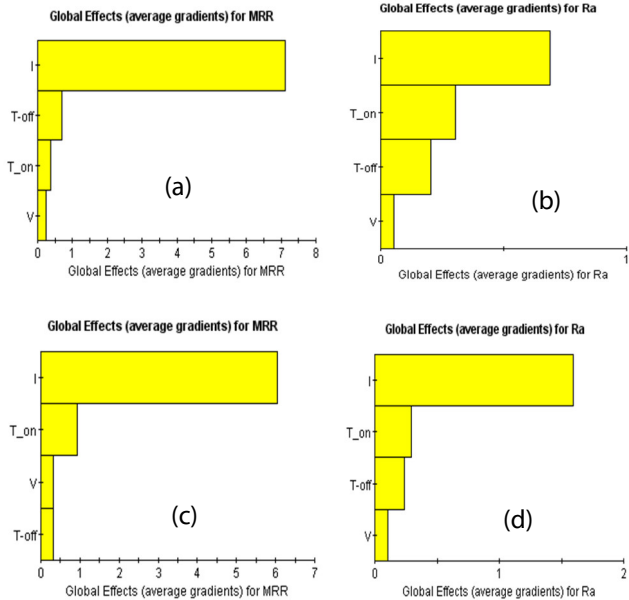 Global Effects (average gradients) for MRR
I
T-off
T_on
V
(a)
0 1 2 3 4 5 6 7 8
Global Effects (average gradients) for MRR
Global Effects (average gradients) for Ra
I
T_on
T-off
V
(b)
0 1
Global Effects (average gradients) for Ra
Global Effects (average gradients) for MRR
I
T_on
V
T-off
(c)
0 1 2 3 4 5 6 7
Global Effects (average gradients) for MRR
Global Effects (average gradients) for Ra
I
T_on
T-off
V
(d)
0 1 2
Global Effects (average gradients) for Ra